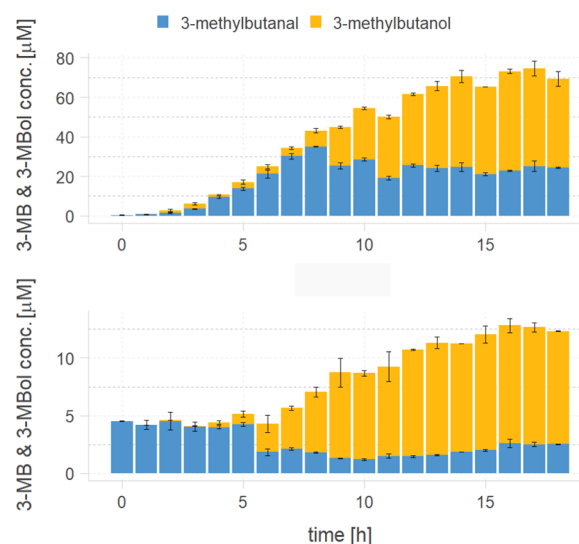 3-methylbutanal 3-methylbutanol
3-MB & 3-MBol conc. [µM]
80
60
40
20
0
0 5 10 15
3-MB & 3-MBol conc.[µM]
10
5
0
0 5 10 15
time [h]